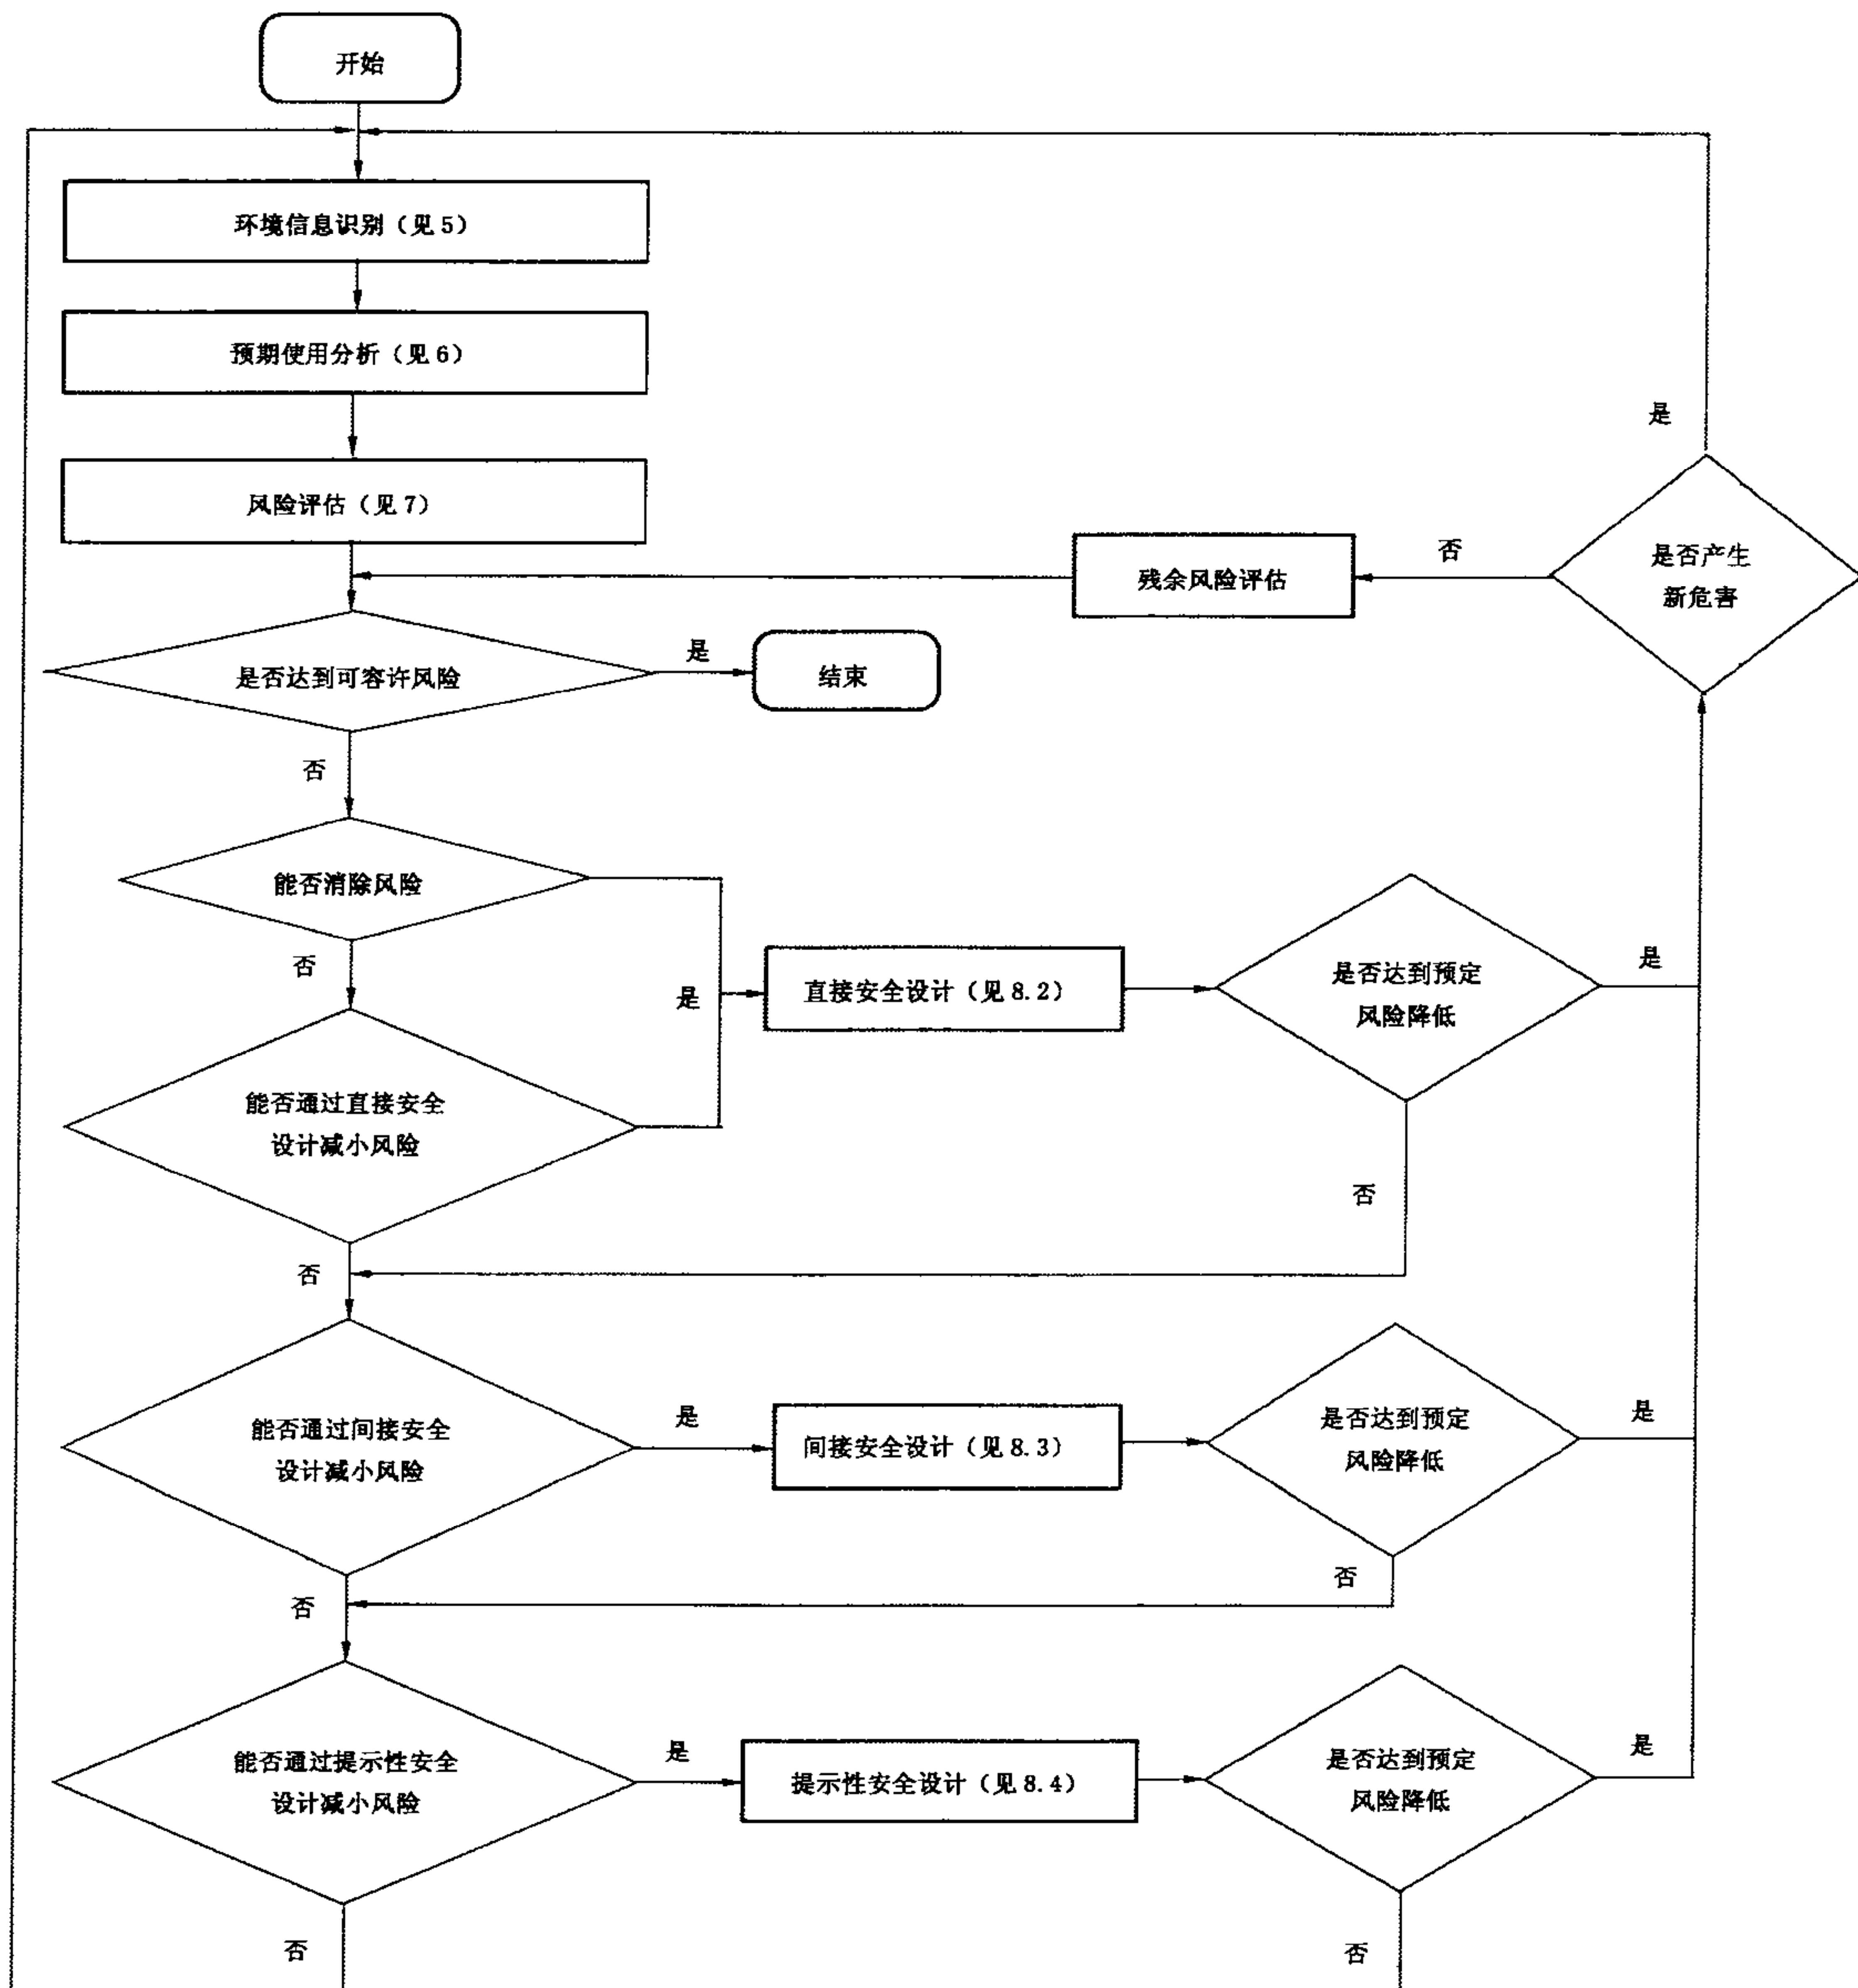 开始
环境信息识别（见 5）
预期使用分析（见 6）
是
风险评估（见 7）
残余风险评估
否
是否产生
新危害
是否达到可容许风险
是
结束
否
能否消除风险
否
是
直接安全设计（见 8.2）
是否达到预定
风险降低
是
能否通过直接安全
设计减小风险
否
否
能否通过间接安全
设计减小风险
是
间接安全设计（见 8.3）
是否达到预定
风险降低
是
否
否
能否通过提示性安全
设计减小风险
是
提示性安全设计（见 8.4）
是否达到预定
风险降低
是
否
否